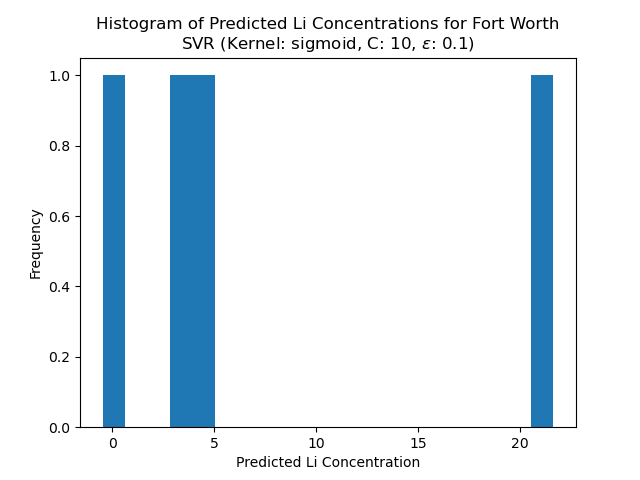 Histogram of Predicted Li Concentrations for Fort Worth
SVR (Kernel: sigmoid, C: 10, ε: 0.1)
1.0
0.8
0.6
0.4
0.2
0.0
Frequency
0 5 10 15 20
Predicted Li Concentration